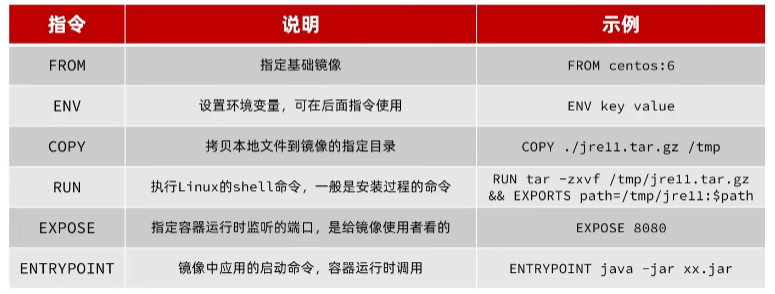 指令 说明 示例
FROM 指定基础镜像 FROM centos:6
ENV 设置环境变量，可在后面指令使用 ENV key value
COPY 拷贝本地文件到镜像的指定目录 COPY ./jre11.tar.gz /tmp
RUN 执行Linux的shell命令，一般是安装过程的命令 RUN tar -zxvf /tmp/jre11.tar.gz
&& EXPORTS path=/tmp/jre11:$path
EXPOSE 指定容器运行时监听的端口，是给镜像使用者看的 EXPOSE 8080
ENTRYPOINT 镜像中应用的启动命令，容器运行时调用 ENTRYPOINT java -jar xx.jar